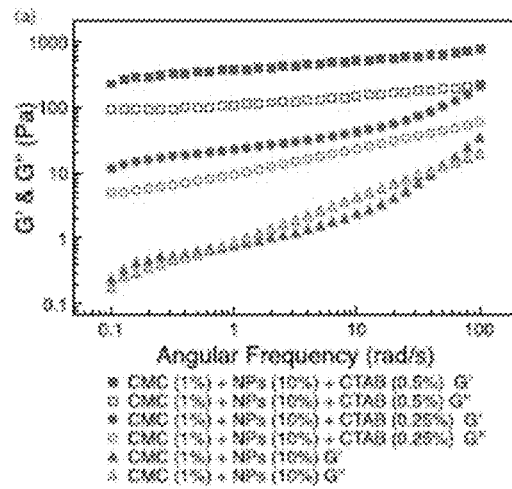 (a)
1000
100
10
1
0.1
G' & G" (Pa)
0.1 1 10 100
Angular Frequency (rad/s)
CMC (1%) + NPs (10%) + CTAB (0.5%) G'
CMC (1%) + NPs (10%) + CTAB (0.5%) G"
CMC (1%) + NPs (10%) + CTAB (0.25%) G'
CMC (1%) + NPs (10%) + CTAB (0.25%) G"
CMC (1%) + NPs (10%) G'
CMC (1%) + NPs (10%) G"